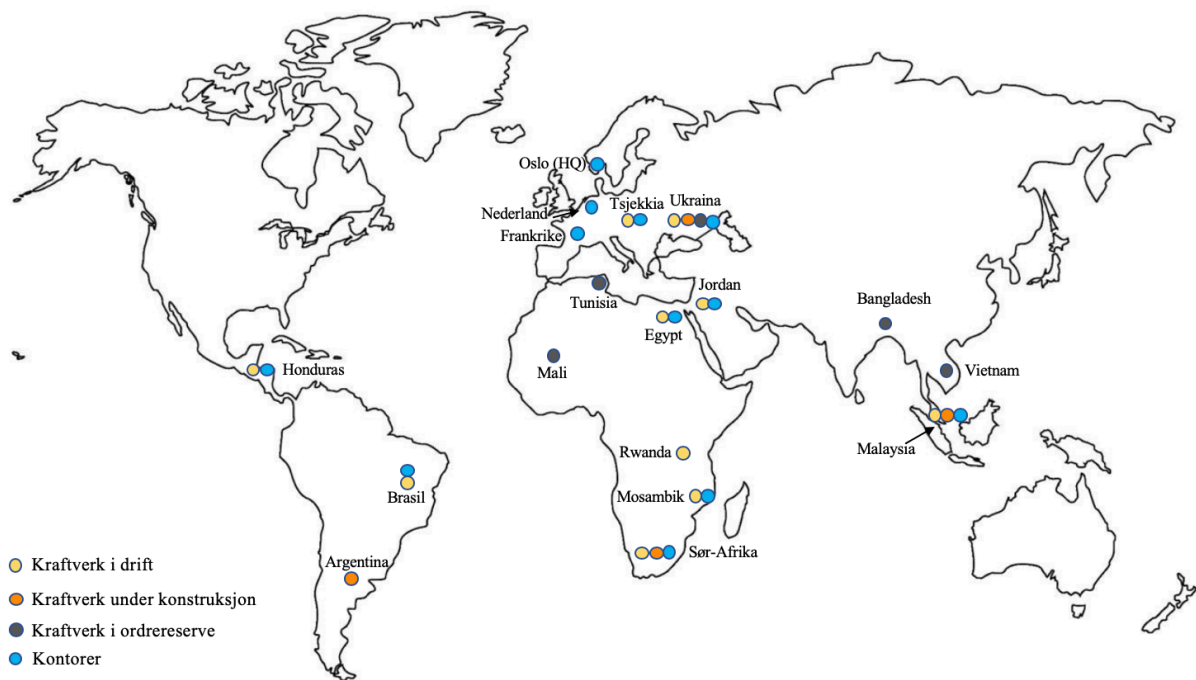 Oslo (HQ)
Tsjekkia
Ukraina
Nederland
Frankrike
Jordan
Tunisia
Bangladesh
Egypt
Mali
Honduras
Vietnam
Malaysia
Rwanda
Brasil
Mosambik
Sør-Afrika
Argentina
Kraftverk i drift
Kraftverk under konstruksjon
Kraftverk i ordrereserve
Kontorer